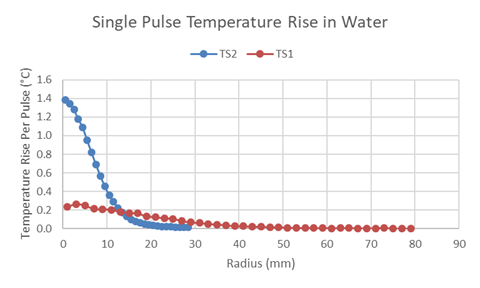 Single Pulse Temperature Rise in Water
TS2 TS1
Temperature Rise Per Pulse (°C)
1.6
1.4
1.2
1.0
0.8
0.6
0.4
0.2
0.0
0 10 20 30 40 50 60 70 80 90
Radius (mm)